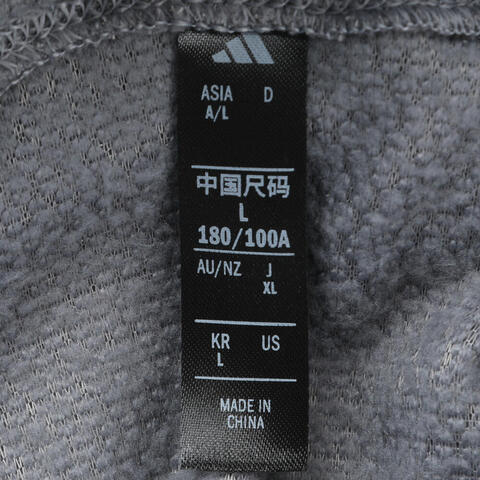 ASIA D
A/L
中国尺码
L
180/100A
AU/NZ J
XL
KR US
L
MADE IN
CHINA